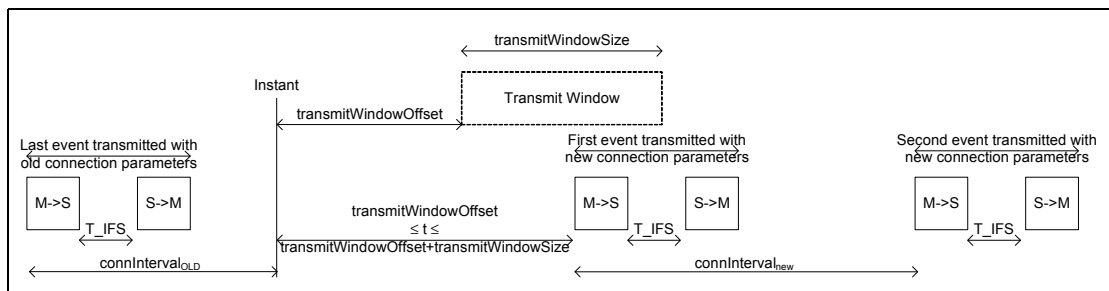 transmitWindowSize
Instant
Transmit Window
transmitWindowOffset
Last event transmitted with
old connection parameters
First event transmitted with
new connection parameters
Second event transmitted with
new connection parameters
M->S
S->M
M->S
S->M
M->S
S->M
T_IFS
T_IFS
T_IFS
transmitWindowOffset
≤ t ≤
transmitWindowOffset+transmitWindowSize
connIntervalOLD
connIntervalnew